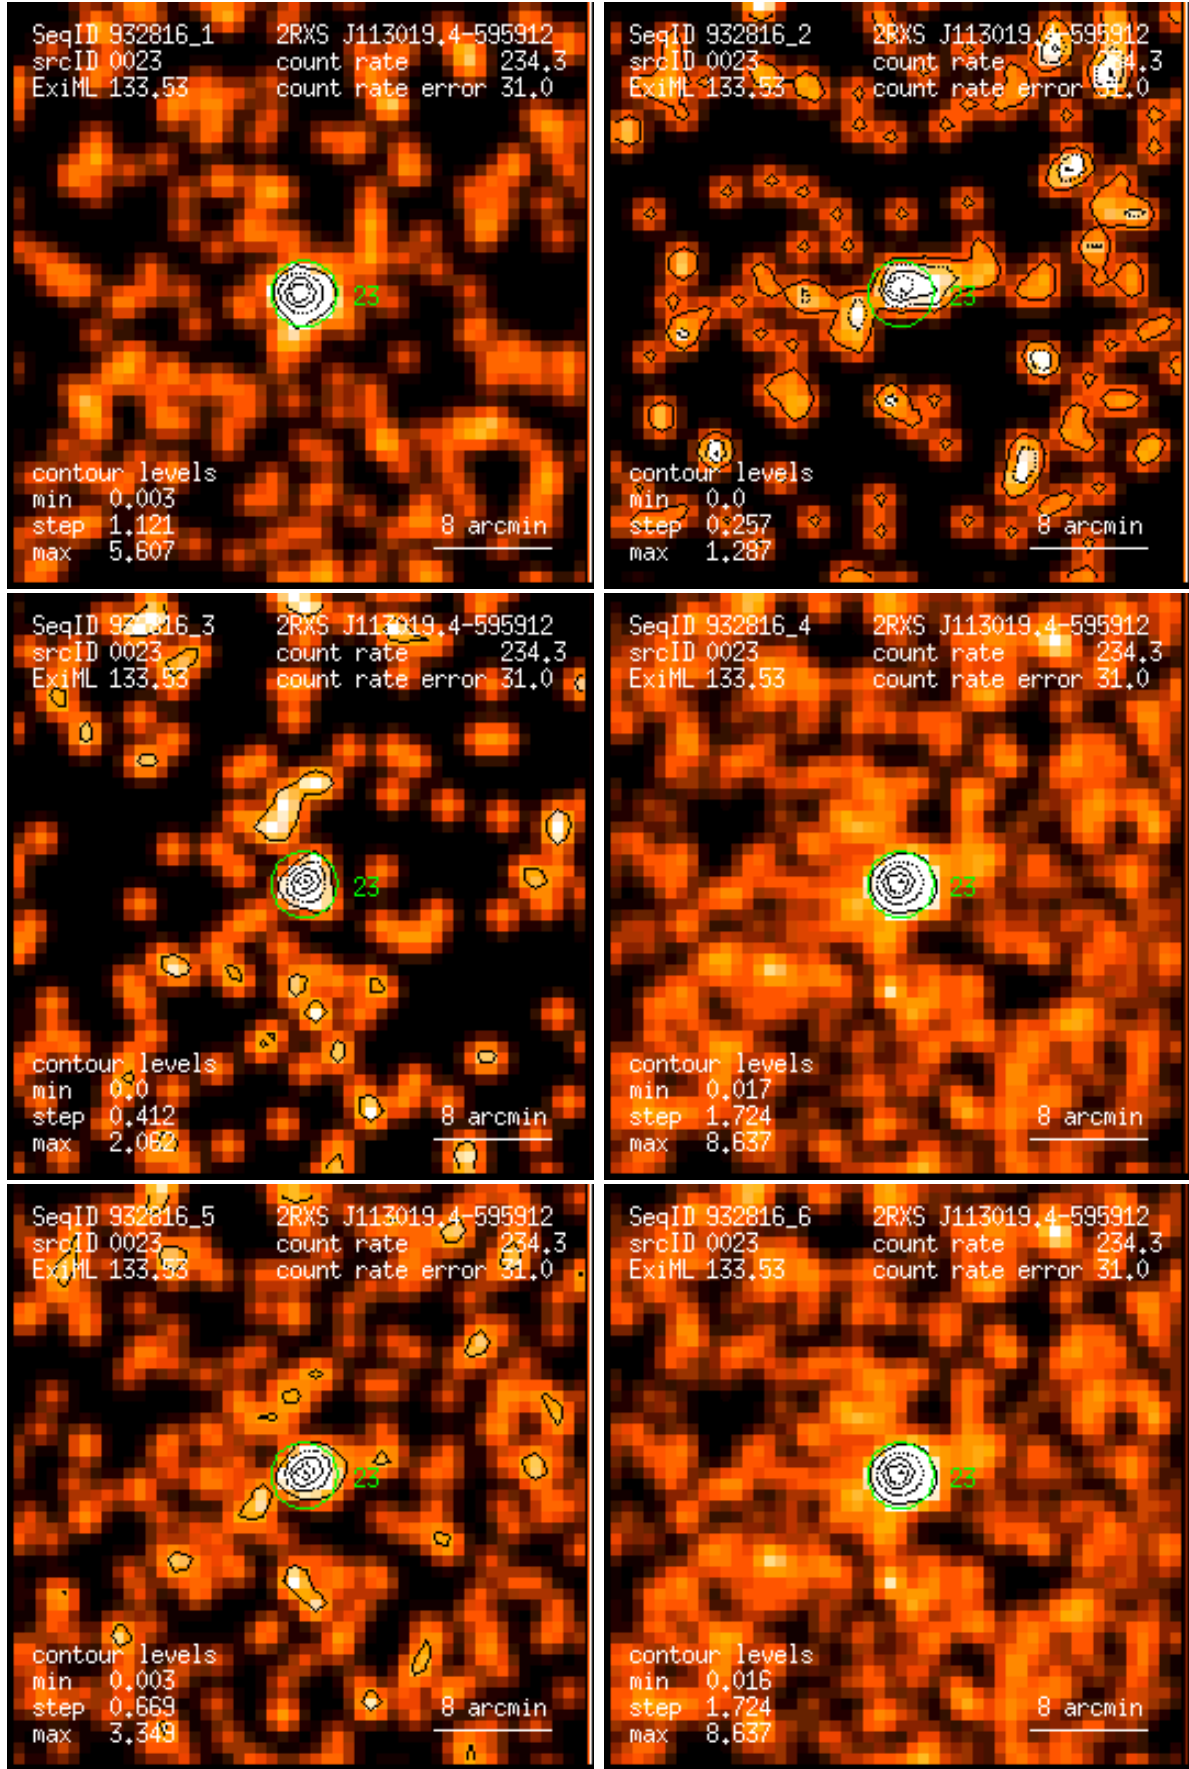 SeqID 932816_1 2RXS J113019.4-595912
srcID 0023 count rate 234.3
ExiML 133.53 count rate error 31.0
23
contour levels
min 0.003
step 1.121 8 arcmin
max 5.607
SeqID 932816_2 2RXS J113019.4-595912
srcID 0023 count rate 234.3
ExiML 133.53 count rate error 31.0
23
contour levels
min 0.0
step 0.257 8 arcmin
max 1.287
SeqID 932816_3 2RXS J113019.4-595912
srcID 0023 count rate 234.3
ExiML 133.53 count rate error 31.0
23
contour levels
min 0.0
step 0.412 8 arcmin
max 2.062
SeqID 932816_4 2RXS J113019.4-595912
srcID 0023 count rate 234.3
ExiML 133.53 count rate error 31.0
23
contour levels
min 0.017
step 1.724 8 arcmin
max 8.637
SeqID 932816_5 2RXS J113019.4-595912
srcID 0023 count rate 234.3
ExiML 133.53 count rate error 31.0
23
contour levels
min 0.003
step 0.669 8 arcmin
max 3.349
SeqID 932816_6 2RXS J113019.4-595912
srcID 0023 count rate 234.3
ExiML 133.53 count rate error 31.0
23
contour levels
min 0.016
step 1.724 8 arcmin
max 8.637